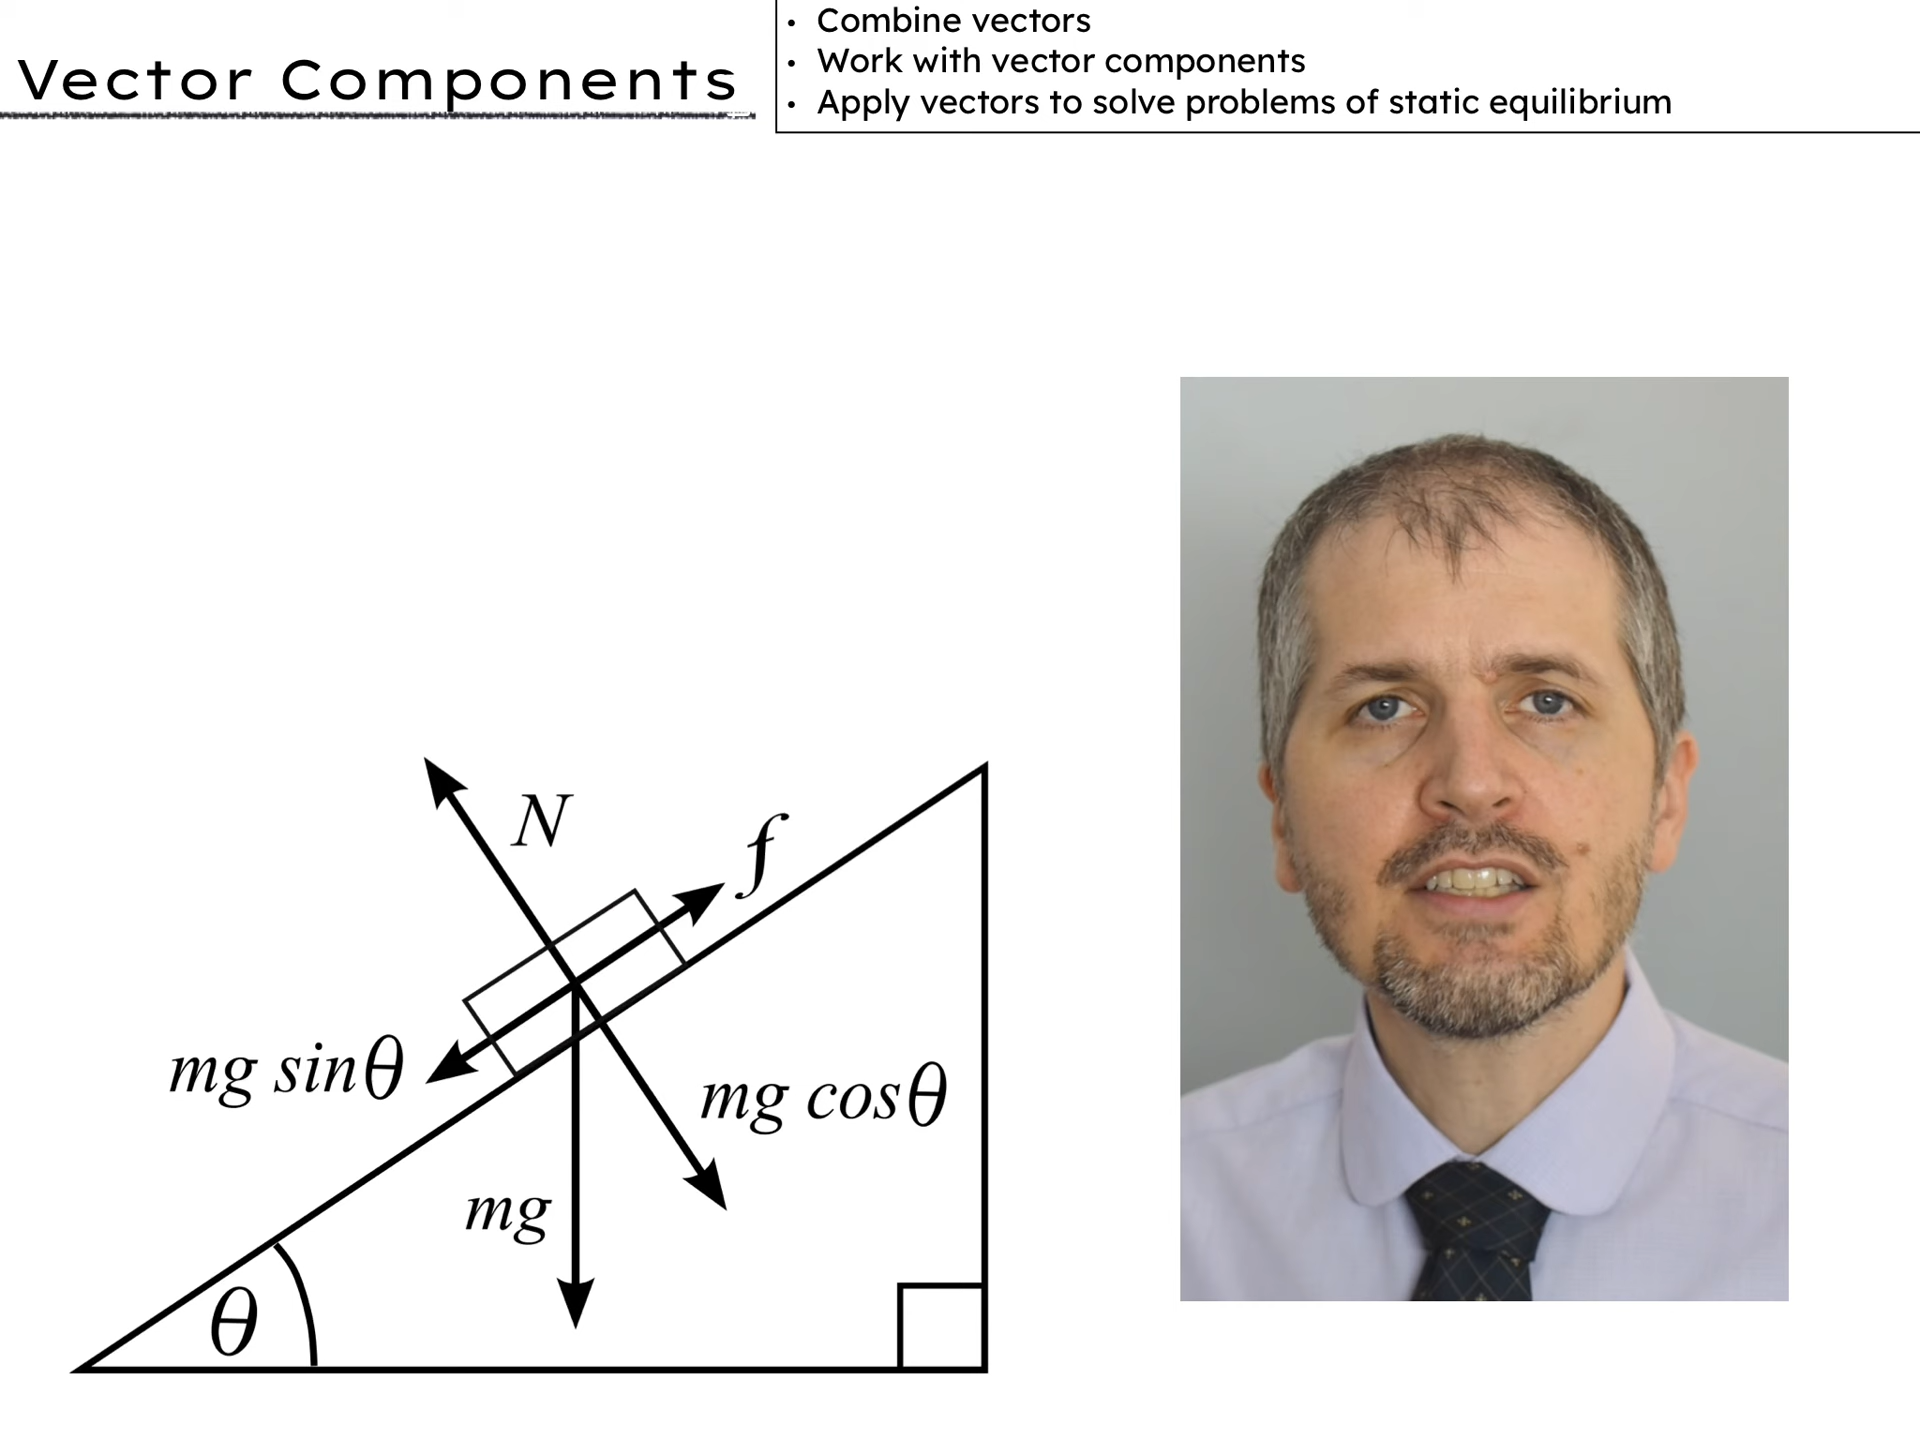 Vector Components
• Combine vectors
• Work with vector components
• Apply vectors to solve problems of static equilibrium
N
f
mg sinθ
mg cosθ
mg
θ